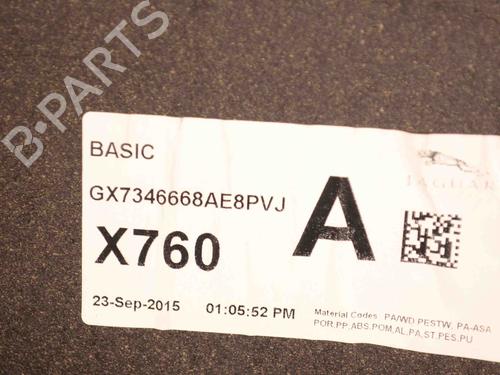 B-PARTS
BASIC
GX7346668AE8PVJ
A
JAGUAR
X760
23-Sep-2015 01:05:52 PM
Material Codes PA/WD PESTW, PA-ASA
POR,PP,ABS,POM,AL,PA,ST,PES,PU